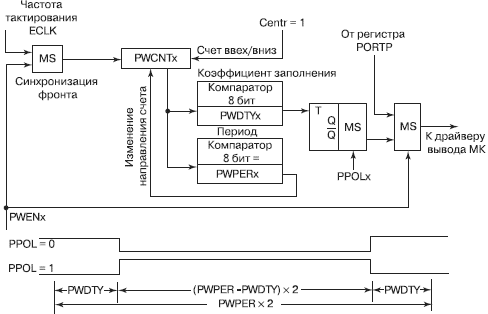 Частота
тактирования
ECLK
MS
Синхронизация
фронта
PWCNTx
Centr = 1
Счет ввех/вниз
Коэффициент заполнения
Компаратор
8 бит
PWDTYx
Период
Компаратор
8 бит =
PWPERx
Изменение
направления счета
T
Q
Q
MS
PPOLx
От регистра
PORTP
MS
К драйверу
вывода МК
PWENx
PPOL = 0
PPOL = 1
PWDTY
(PWPER -PWDTY) × 2
PWDTY
PWPER × 2